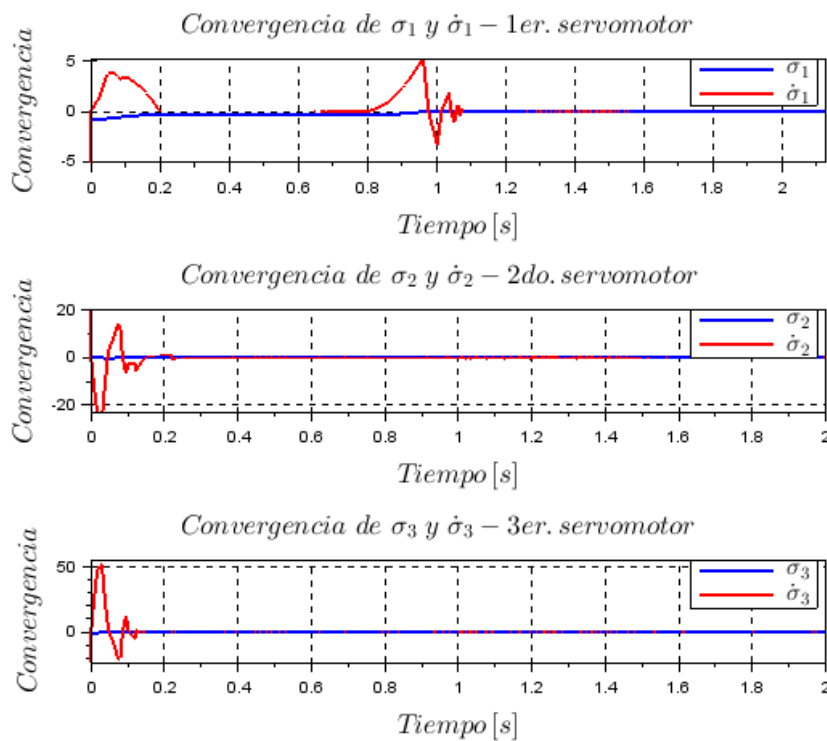 Convergencia de σ₁ y σ̇₁ − 1er. servomotor
Convergencia
5
0
-5
σ₁
σ̇₁
0 0.2 0.4 0.6 0.8 1 1.2 1.4 1.6 1.8 2
Tiempo [s]
Convergencia de σ₂ y σ̇₂ − 2do. servomotor
Convergencia
20
0
-20
σ₂
σ̇₂
0 0.2 0.4 0.6 0.8 1 1.2 1.4 1.6 1.8 2
Tiempo [s]
Convergencia de σ₃ y σ̇₃ − 3er. servomotor
Convergencia
50
0
σ₃
σ̇₃
0 0.2 0.4 0.6 0.8 1 1.2 1.4 1.6 1.8 2
Tiempo [s]